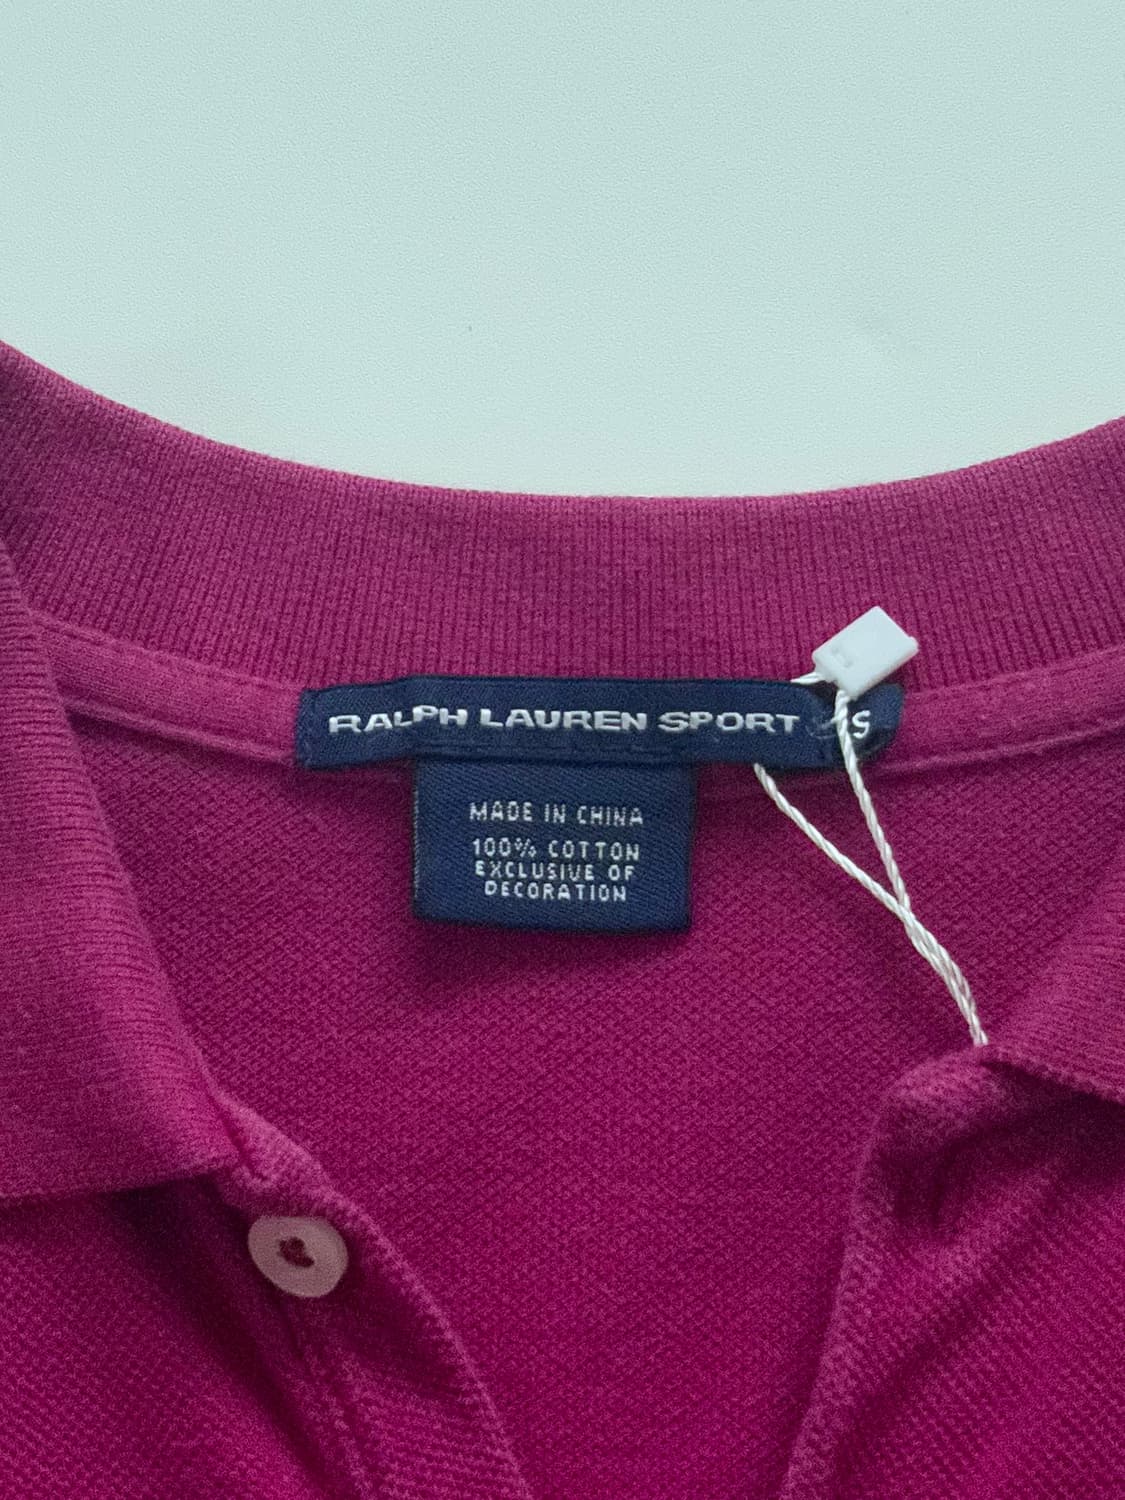 RALPH LAUREN SPORT S
MADE IN CHINA
100% COTTON
EXCLUSIVE OF
DECORATION